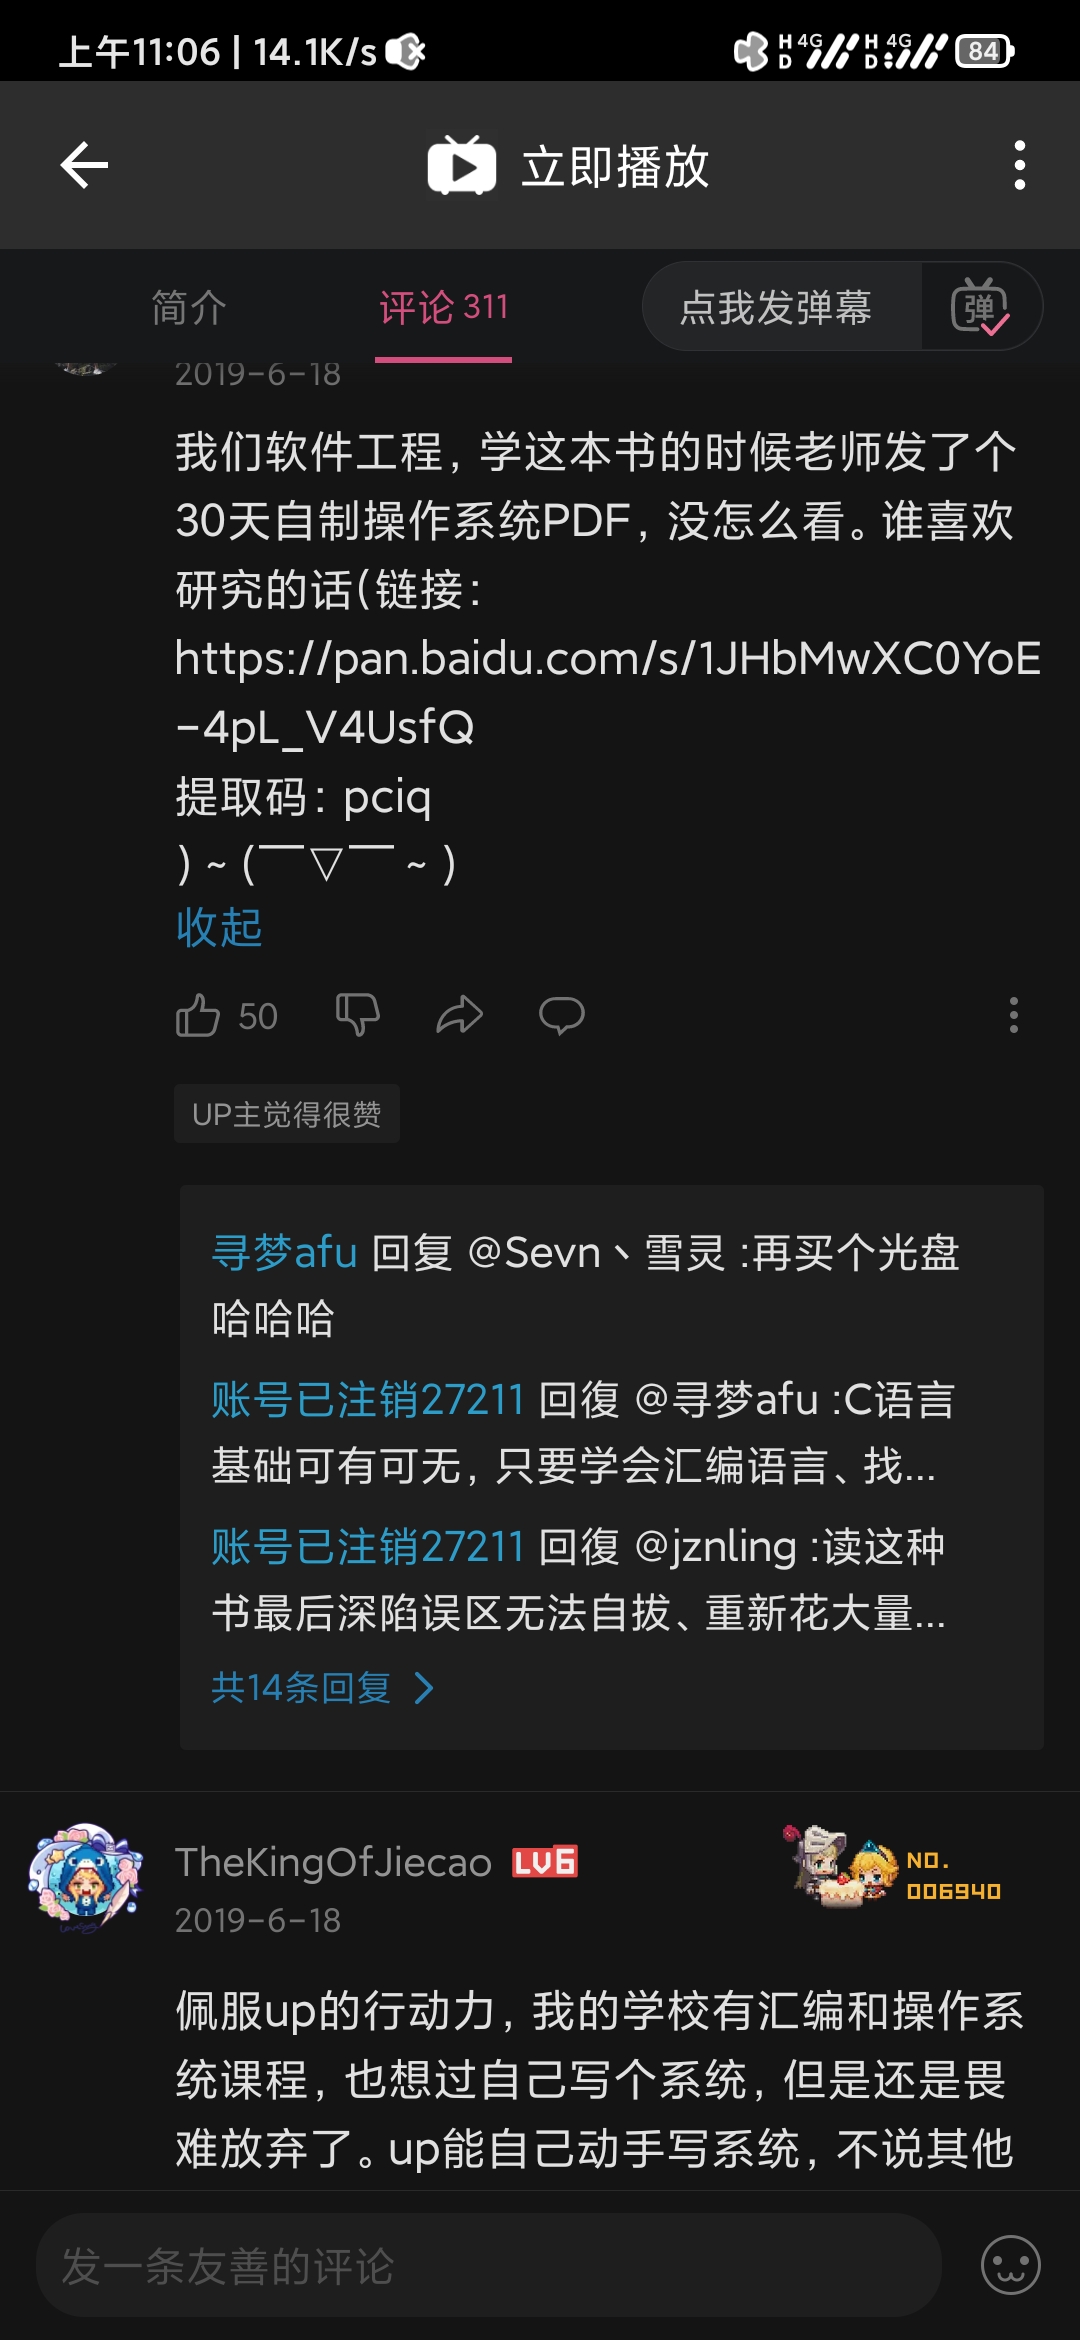 上午11:06 | 14.1K/s
HD 4G HD 4G 84
立即播放
简介 评论 311 点我发弹幕 弹
2019-6-18
我们软件工程，学这本书的时候老师发了个
30天自制操作系统PDF，没怎么看。谁喜欢
研究的话(链接：
https://pan.baidu.com/s/1JHbMwXC0YoE
-4pL_V4UsfQ
提取码：pciq
) ~ (￣▽￣ ~ )
收起
50
UP主觉得很赞
寻梦afu 回复 @Sevn丶雪灵 :再买个光盘
哈哈哈
账号已注销27211 回復 @寻梦afu :C语言
基础可有可无，只要学会汇编语言、找...
账号已注销27211 回復 @jznling :读这种
书最后深陷误区无法自拔、重新花大量...
共14条回复
TheKingOfJiecao LV6
NO.
006940
2019-6-18
佩服up的行动力，我的学校有汇编和操作系
统课程，也想过自己写个系统，但是还是畏
难放弃了。up能自己动手写系统，不说其他
发一条友善的评论